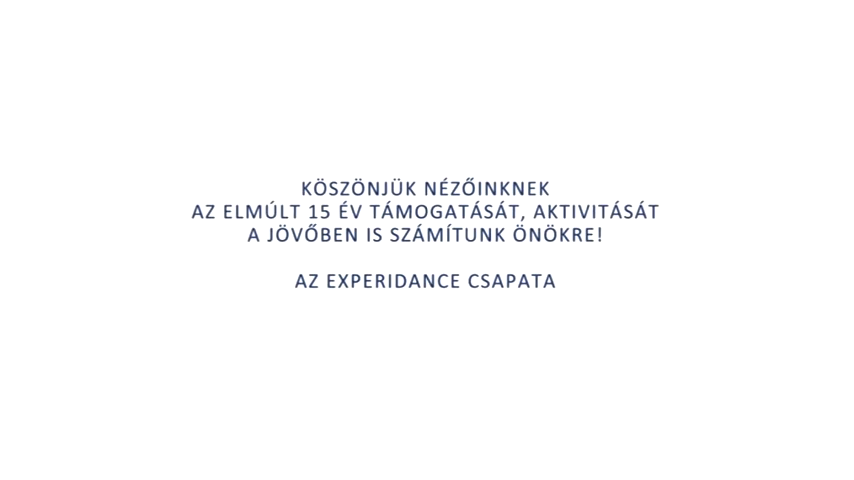 KÖSZÖNJÜK NÉZŐINKNEK
AZ ELMÚLT 15 ÉV TÁMOGATÁSÁT, AKTIVITÁSÁT
A JÖVŐBEN IS SZÁMÍTUNK ÖNÖKRE!
AZ EXPERIDANCE CSAPATA